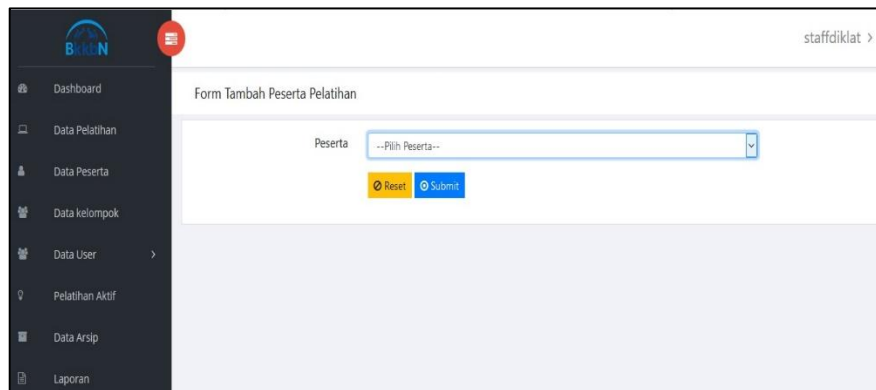 BkkbN
staffdiklat >
Dashboard
Data Pelatihan
Data Peserta
Data kelompok
Data User >
Pelatihan Aktif
Data Arsip
Laporan
Form Tambah Peserta Pelatihan
Peserta
--Pilih Peserta--
Reset Submit